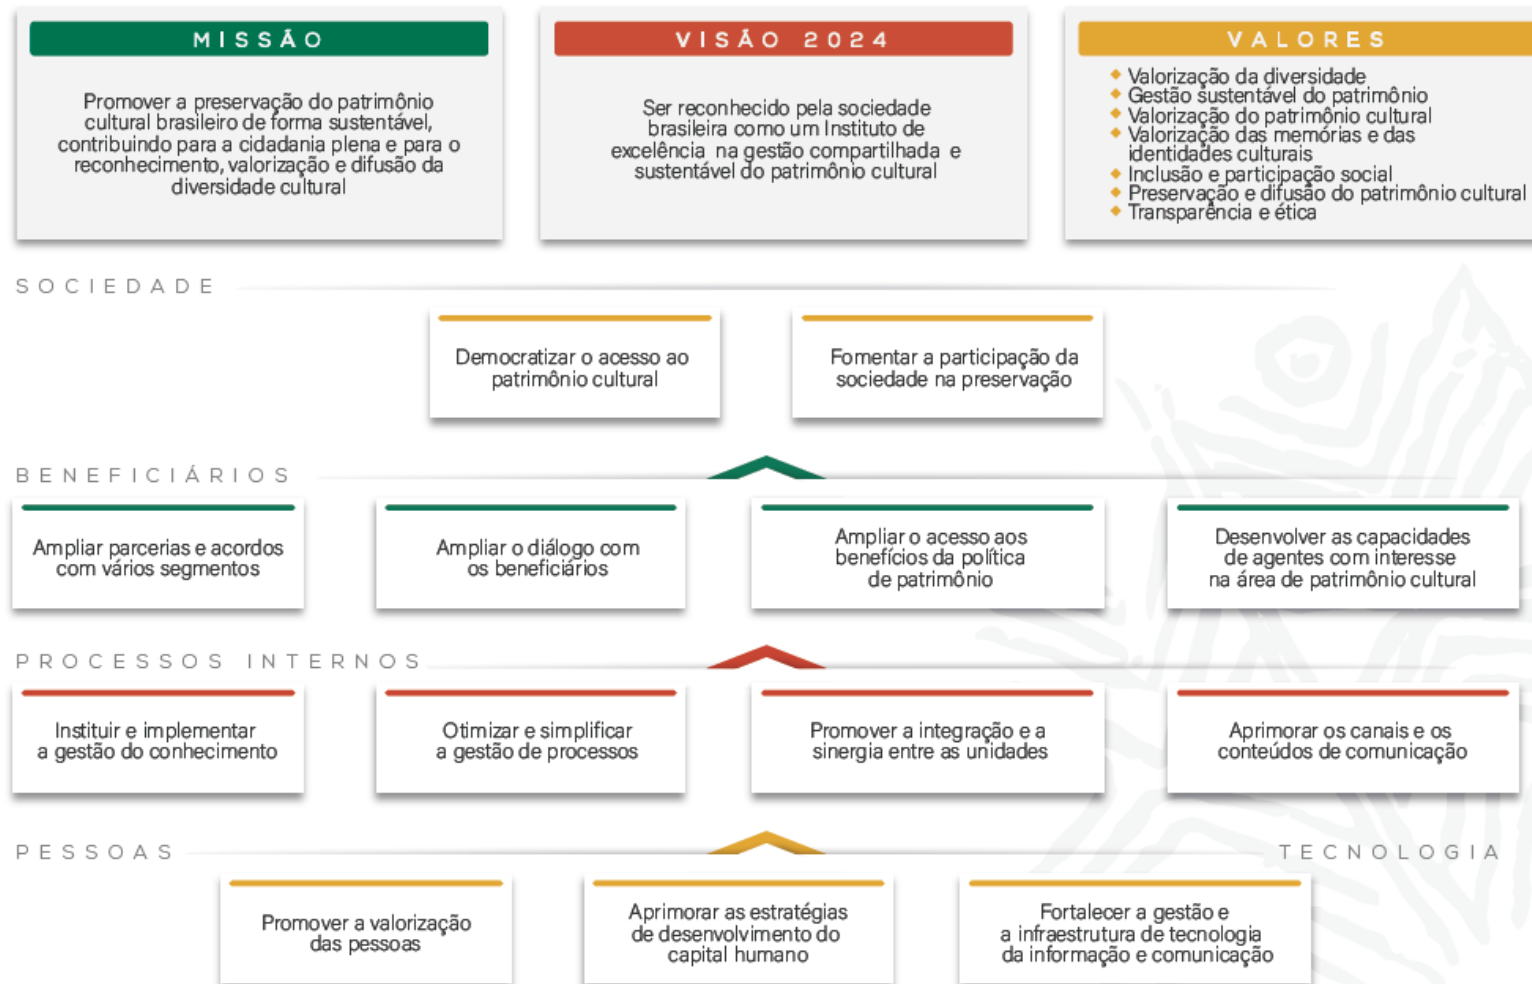 MISSÃO
Promover a preservação do patrimônio
cultural brasileiro de forma sustentável,
contribuindo para a cidadania plena e para o
reconhecimento, valorização e difusão da
diversidade cultural
VISÃO 2024
Ser reconhecido pela sociedade
brasileira como um Instituto de
excelência na gestão compartilhada e
sustentável do patrimônio cultural
VALORES
Valorização da diversidade
Gestão sustentável do patrimônio
Valorização do patrimônio cultural
Valorização das memórias e das
identidades culturais
Inclusão e participação social
Preservação e difusão do patrimônio cultural
Transparência e ética
SOCIEDADE
Democratizar o acesso ao
patrimônio cultural
Fomentar a participação da
sociedade na preservação
BENEFICIÁRIOS
Ampliar parcerias e acordos
com vários segmentos
Ampliar o diálogo com
os beneficiários
Ampliar o acesso aos
benefícios da política
de patrimônio
Desenvolver as capacidades
de agentes com interesse
na área de patrimônio cultural
PROCESSOS INTERNOS
Instituir e implementar
a gestão do conhecimento
Otimizar e simplificar
a gestão de processos
Promover a integração e a
sinergia entre as unidades
Aprimorar os canais e os
conteúdos de comunicação
PESSOAS
TECNOLOGIA
Promover a valorização
das pessoas
Aprimorar as estratégias
de desenvolvimento do
capital humano
Fortalecer a gestão e
a infraestrutura de tecnologia
da informação e comunicação